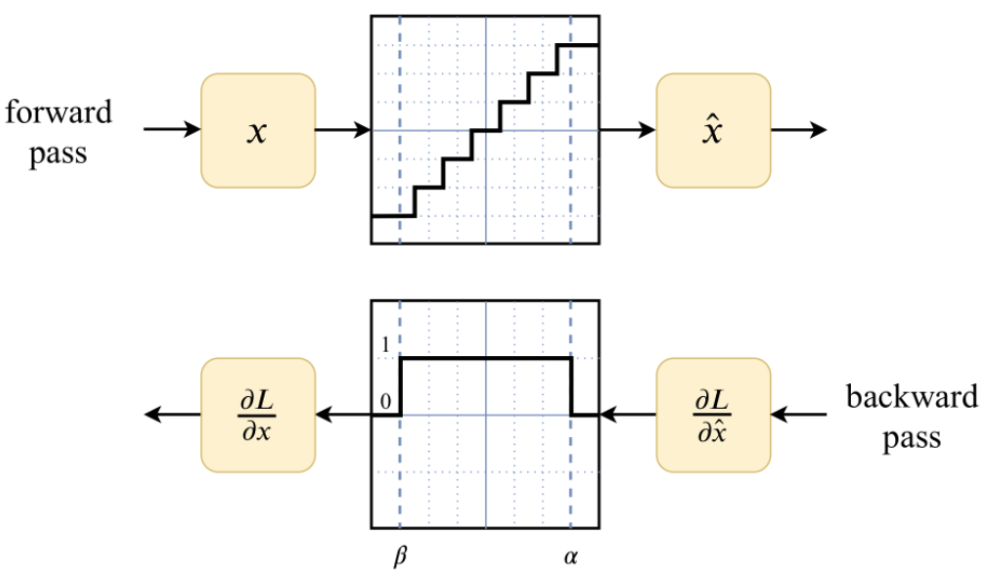 forward
pass
x
x̂
1
0
∂L
∂x
∂L
∂x̂
backward
pass
β
α